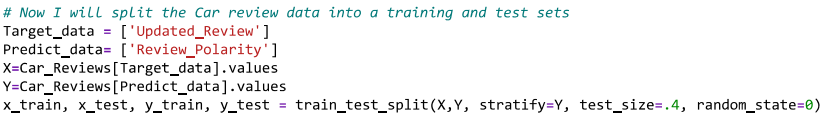 # Now I will split the Car review data into a training and test sets
Target_data = ['Updated_Review']
Predict_data= ['Review_Polarity']
X=Car_Reviews[Target_data].values
Y=Car_Reviews[Predict_data].values
x_train, x_test, y_train, y_test = train_test_split(X,Y, stratify=Y, test_size=.4, random_state=0)